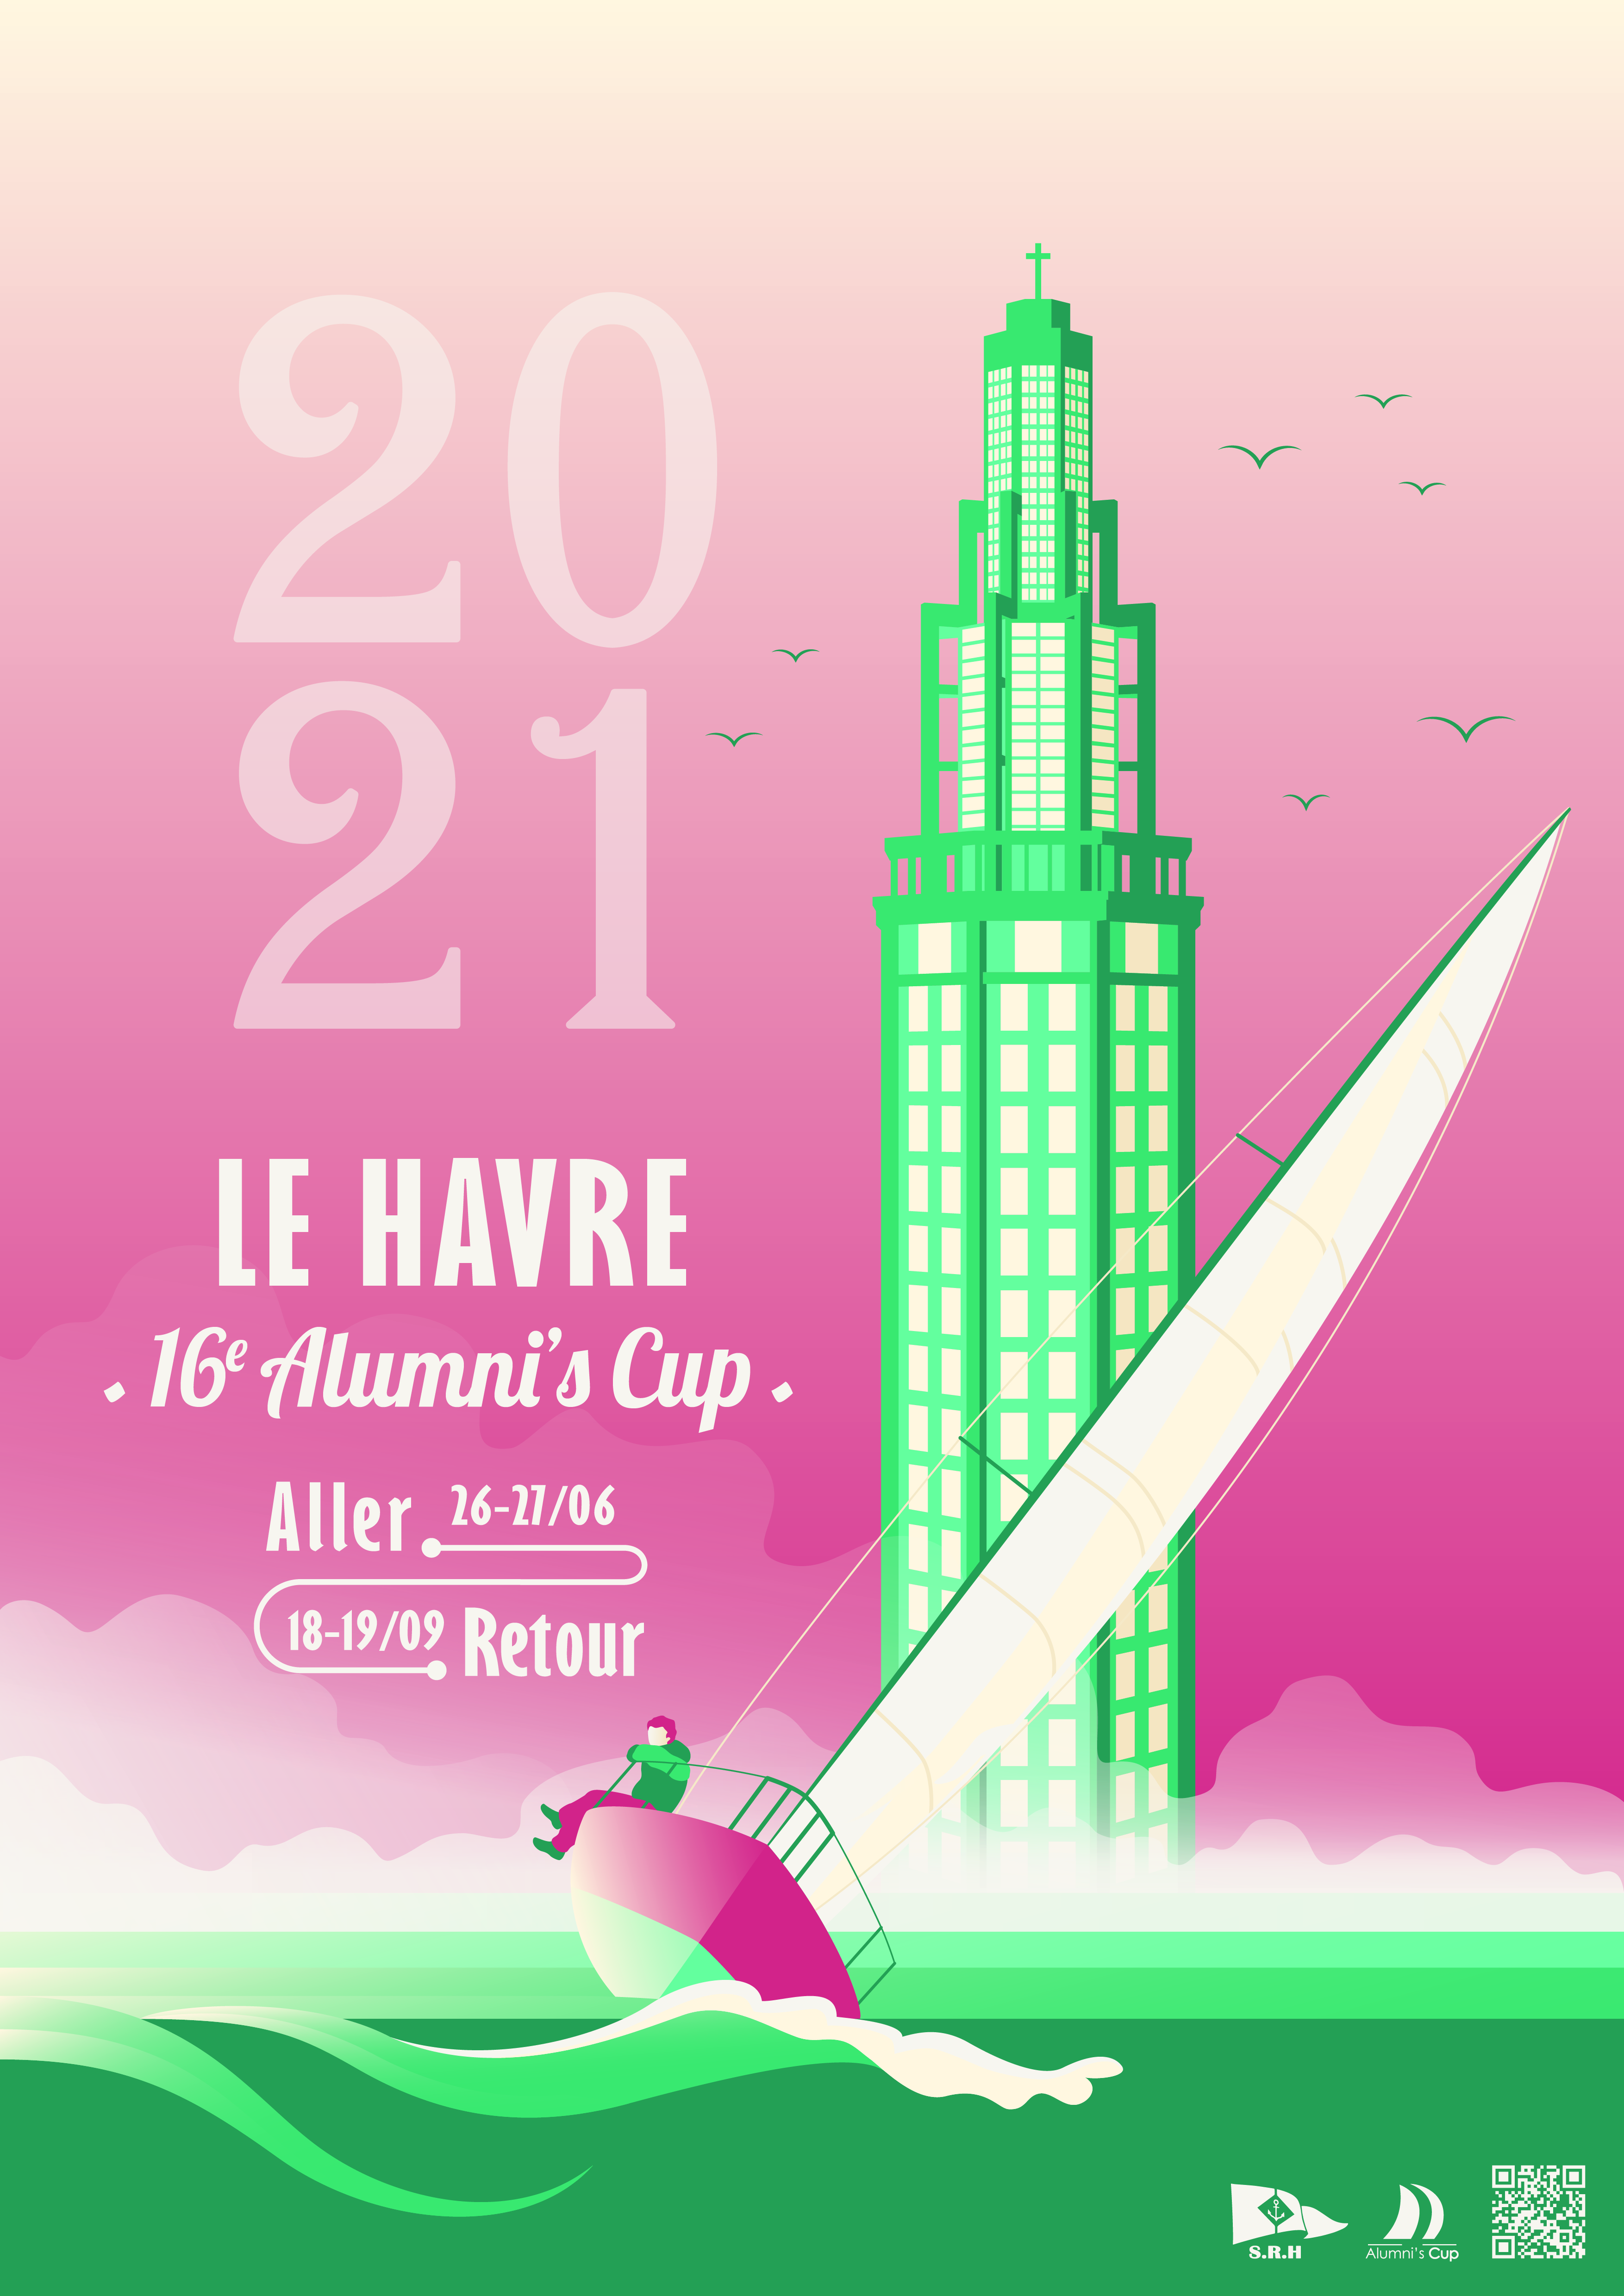 20
21
LE HAVRE
· 16e Alumni's Cup ·
Aller 26-27/06
18-19/09 Retour
S.R.H
Alumni's Cup